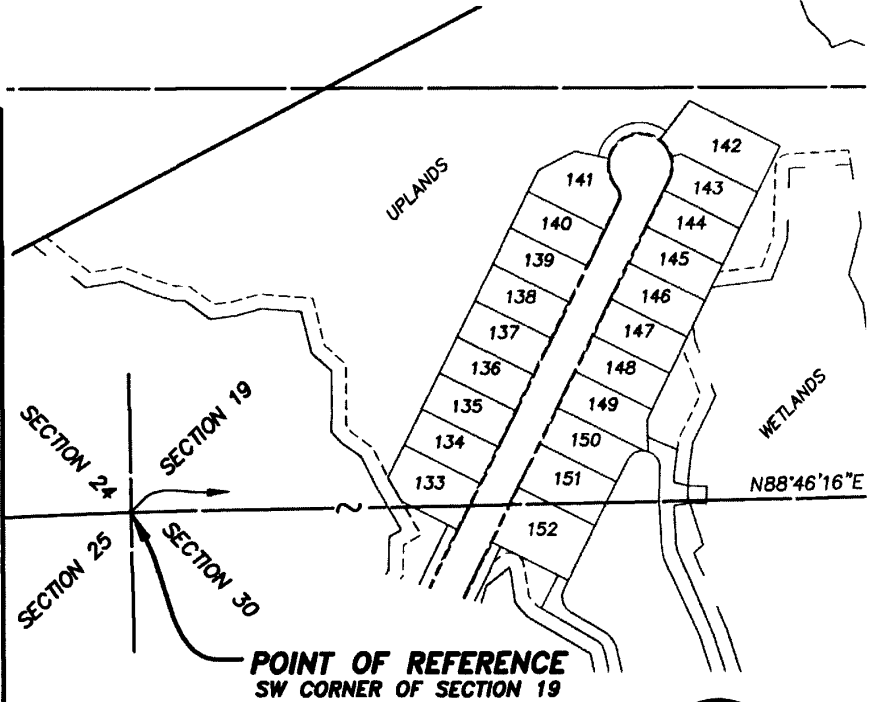 142
141
143
UPLANDS
140
144
139
145
138
146
137
147
136
148
135
149
WETLANDS
134
150
133
151
N88°46'16"E
152
SECTION 24
SECTION 19
SECTION 25
SECTION 30
POINT OF REFERENCE
SW CORNER OF SECTION 19